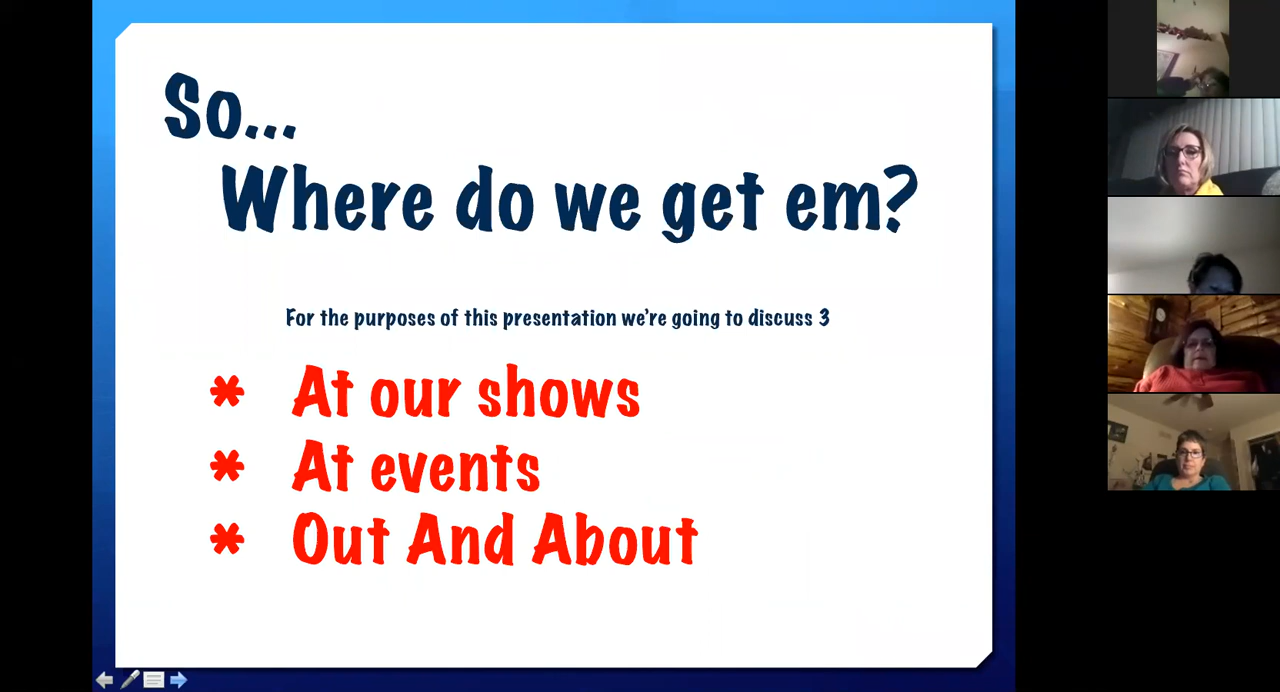 So...
Where do we get em?
For the purposes of this presentation we're going to discuss 3
* At our shows
* At events
* Out And About